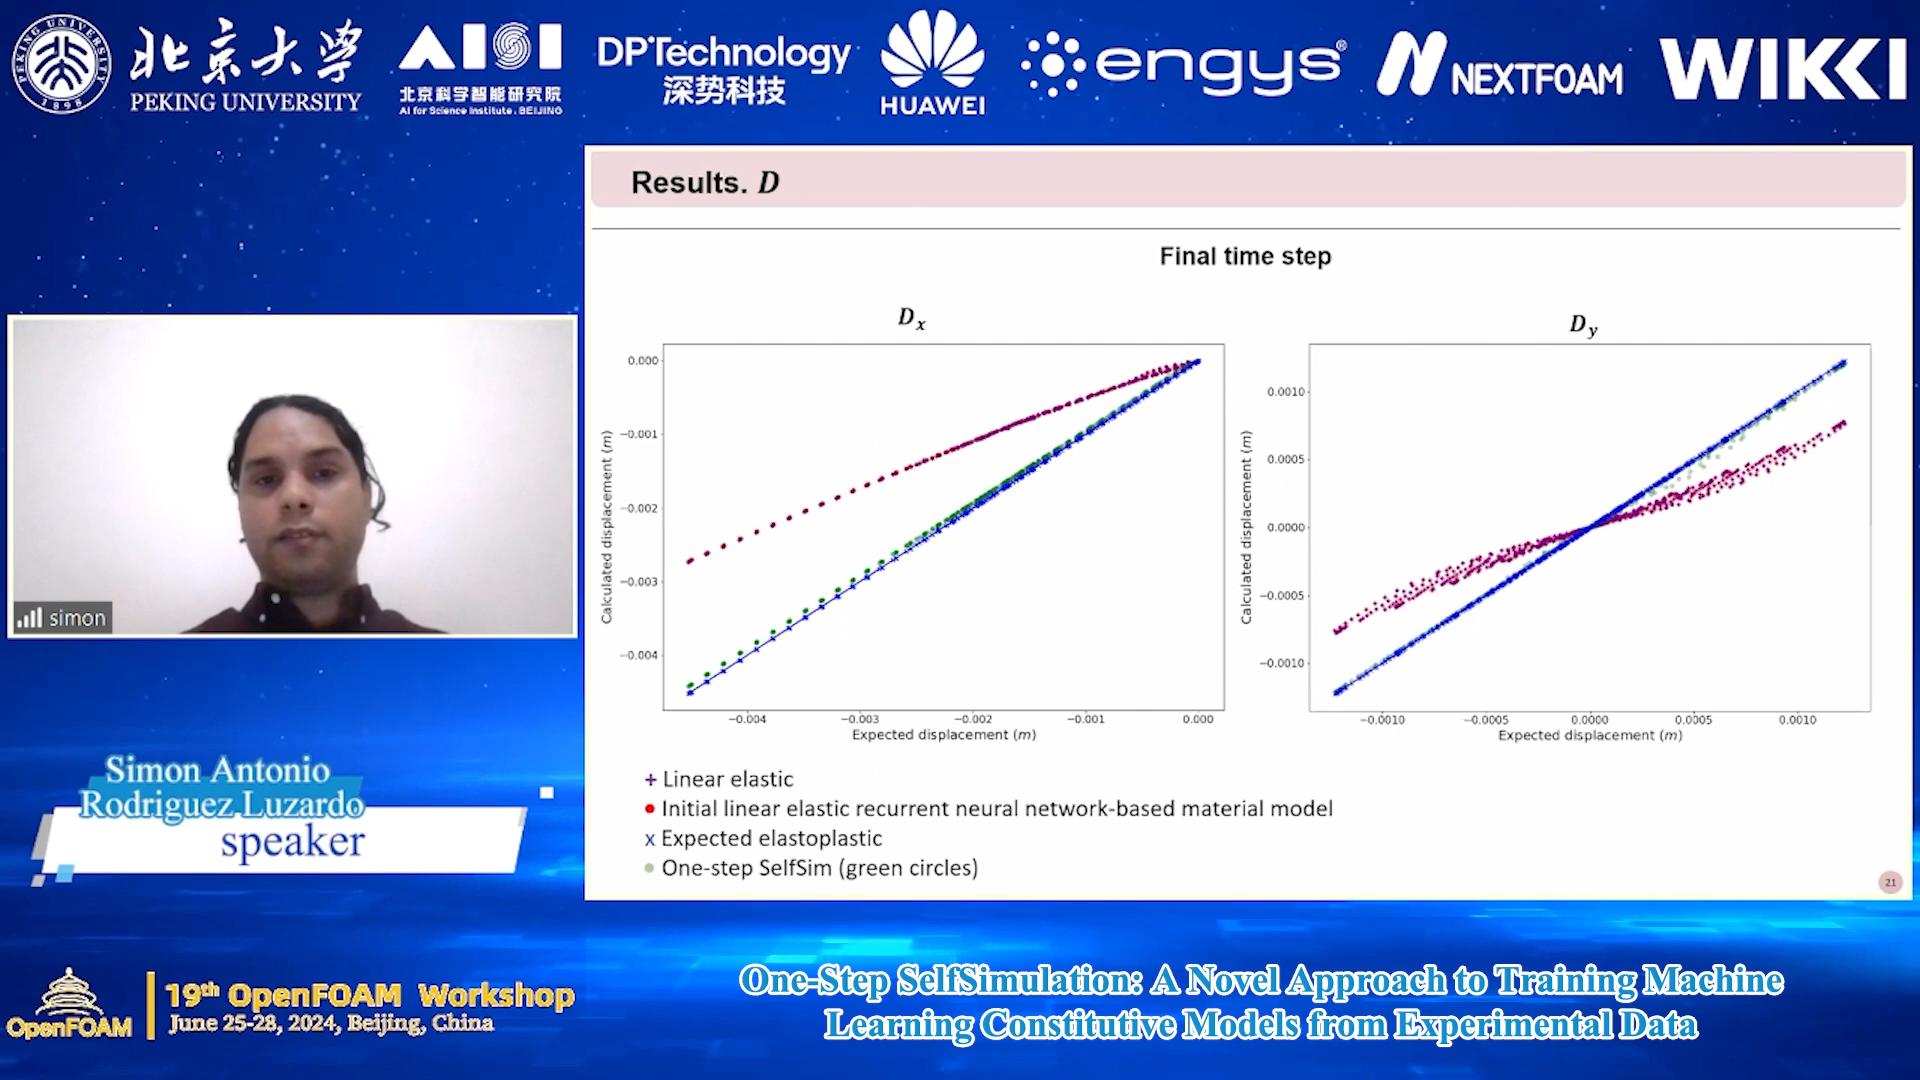 PEKING UNIVERSITY
1898
北京大学
PEKING UNIVERSITY
AISI
北京科学智能研究院
AI for Science Institute, BEIJING
DP Technology
深势科技
HUAWEI
engys®
NEXTFOAM
WIKKI
Results. D
Final time step
Dx
Dy
Calculated displacement (m)
0.000
−0.001
−0.002
−0.003
−0.004
−0.004 −0.003 −0.002 −0.001 0.000
Expected displacement (m)
Calculated displacement (m)
0.0010
0.0005
0.0000
−0.0005
−0.0010
−0.0010 −0.0005 0.0000 0.0005 0.0010
Expected displacement (m)
+ Linear elastic
● Initial linear elastic recurrent neural network-based material model
x Expected elastoplastic
● One-step SelfSim (green circles)
21
simon
Simon Antonio
Rodriguez Luzardo
speaker
OpenFOAM
19th OpenFOAM Workshop
June 25-28, 2024, Beijing, China
One-Step SelfSimulation: A Novel Approach to Training Machine
Learning Constitutive Models from Experimental Data